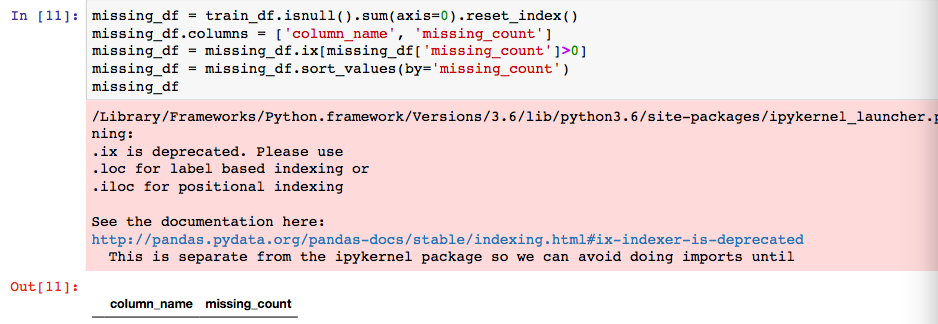 In [11]: missing_df = train_df.isnull().sum(axis=0).reset_index()
missing_df.columns = ['column_name', 'missing_count']
missing_df = missing_df.ix[missing_df['missing_count']>0]
missing_df = missing_df.sort_values(by='missing_count')
missing_df
/Library/Frameworks/Python.framework/Versions/3.6/lib/python3.6/site-packages/ipykernel_launcher.p
ning:
.ix is deprecated. Please use
.loc for label based indexing or
.iloc for positional indexing
See the documentation here:
http://pandas.pydata.org/pandas-docs/stable/indexing.html#ix-indexer-is-deprecated
This is separate from the ipykernel package so we can avoid doing imports until
Out[11]:
column_name missing_count